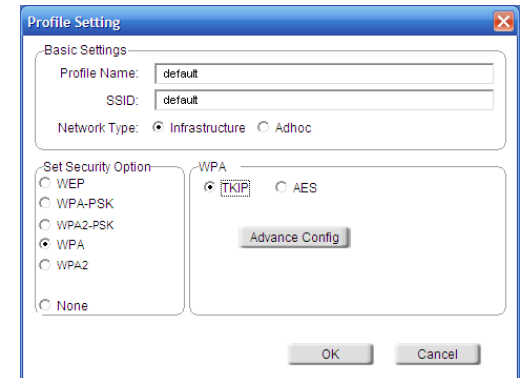 Profile Setting
Basic Settings
Profile Name: default
SSID: default
Network Type: Infrastructure Adhoc
Set Security Option
WEP
WPA-PSK
WPA2-PSK
WPA
WPA2
None
WPA
TKIP AES
Advance Config
OK Cancel